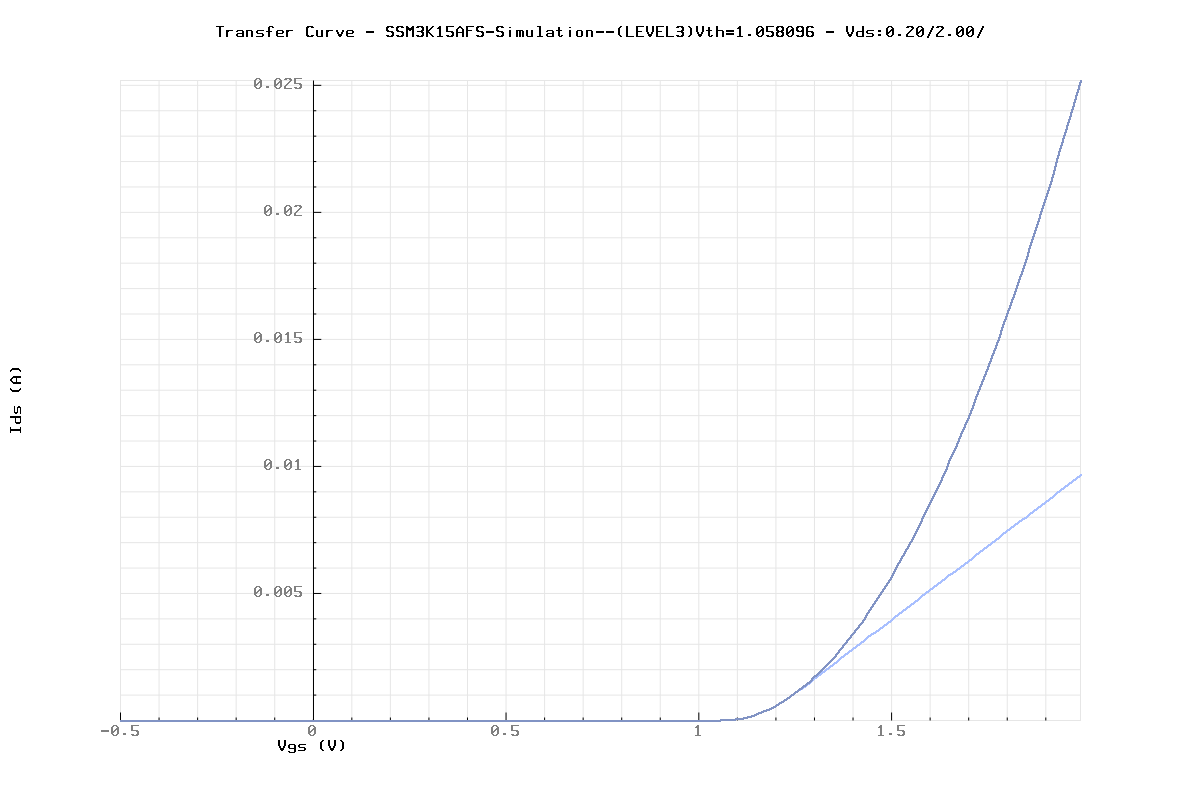 Transfer Curve - SSM3K15AFS-Simulation--(LEVEL3)Vth=1.058096 - Vds:0.20/2.00/
0.025
0.02
0.015
Ids (A)
0.01
0.005
-0.5 0 0.5 1 1.5
Vgs (V)